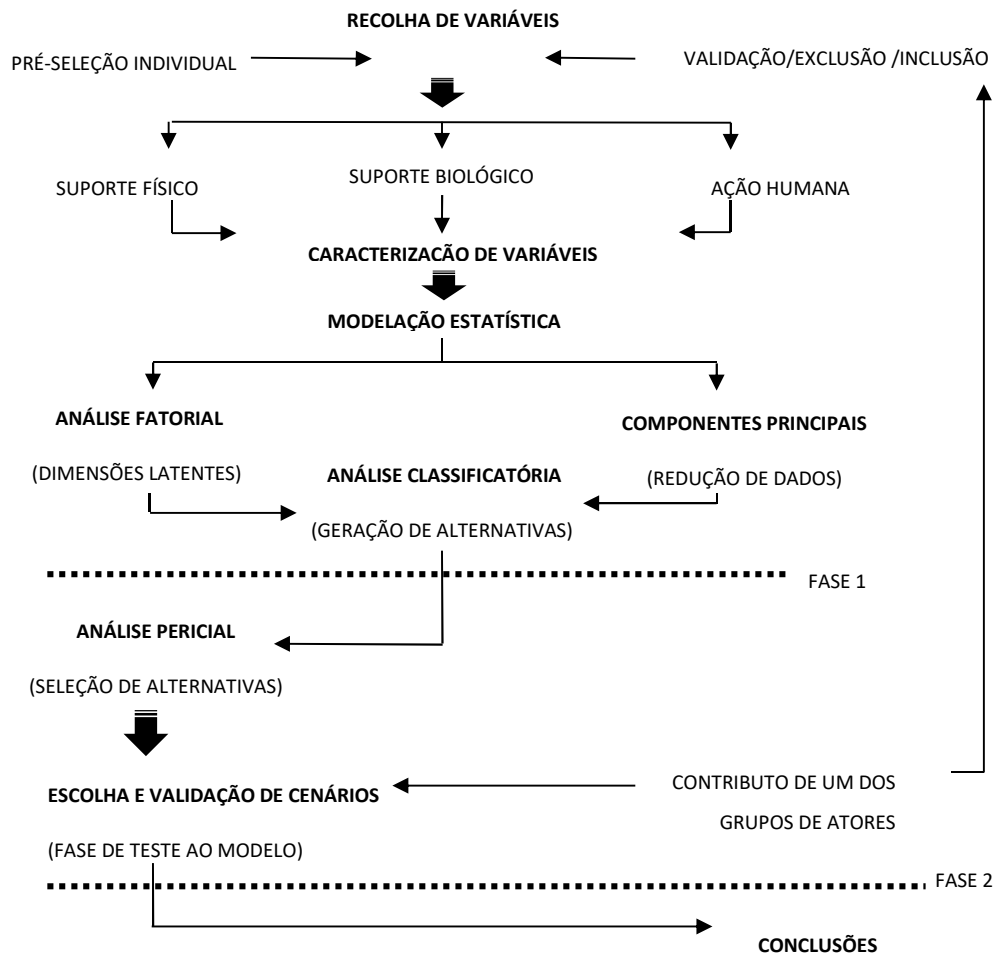 RECOLHA DE VARIÁVEIS
PRÉ-SELEÇÃO INDIVIDUAL
VALIDAÇÃO/EXCLUSÃO /INCLUSÃO
SUPORTE FÍSICO
SUPORTE BIOLÓGICO
AÇÃO HUMANA
CARACTERIZACÃO DE VARIÁVEIS
MODELAÇÃO ESTATÍSTICA
ANÁLISE FATORIAL
COMPONENTES PRINCIPAIS
(DIMENSÕES LATENTES)
ANÁLISE CLASSIFICATÓRIA
(REDUÇÃO DE DADOS)
(GERAÇÃO DE ALTERNATIVAS)
FASE 1
ANÁLISE PERICIAL
(SELEÇÃO DE ALTERNATIVAS)
ESCOLHA E VALIDAÇÃO DE CENÁRIOS
CONTRIBUTO DE UM DOS
GRUPOS DE ATORES
(FASE DE TESTE AO MODELO)
FASE 2
CONCLUSÕES